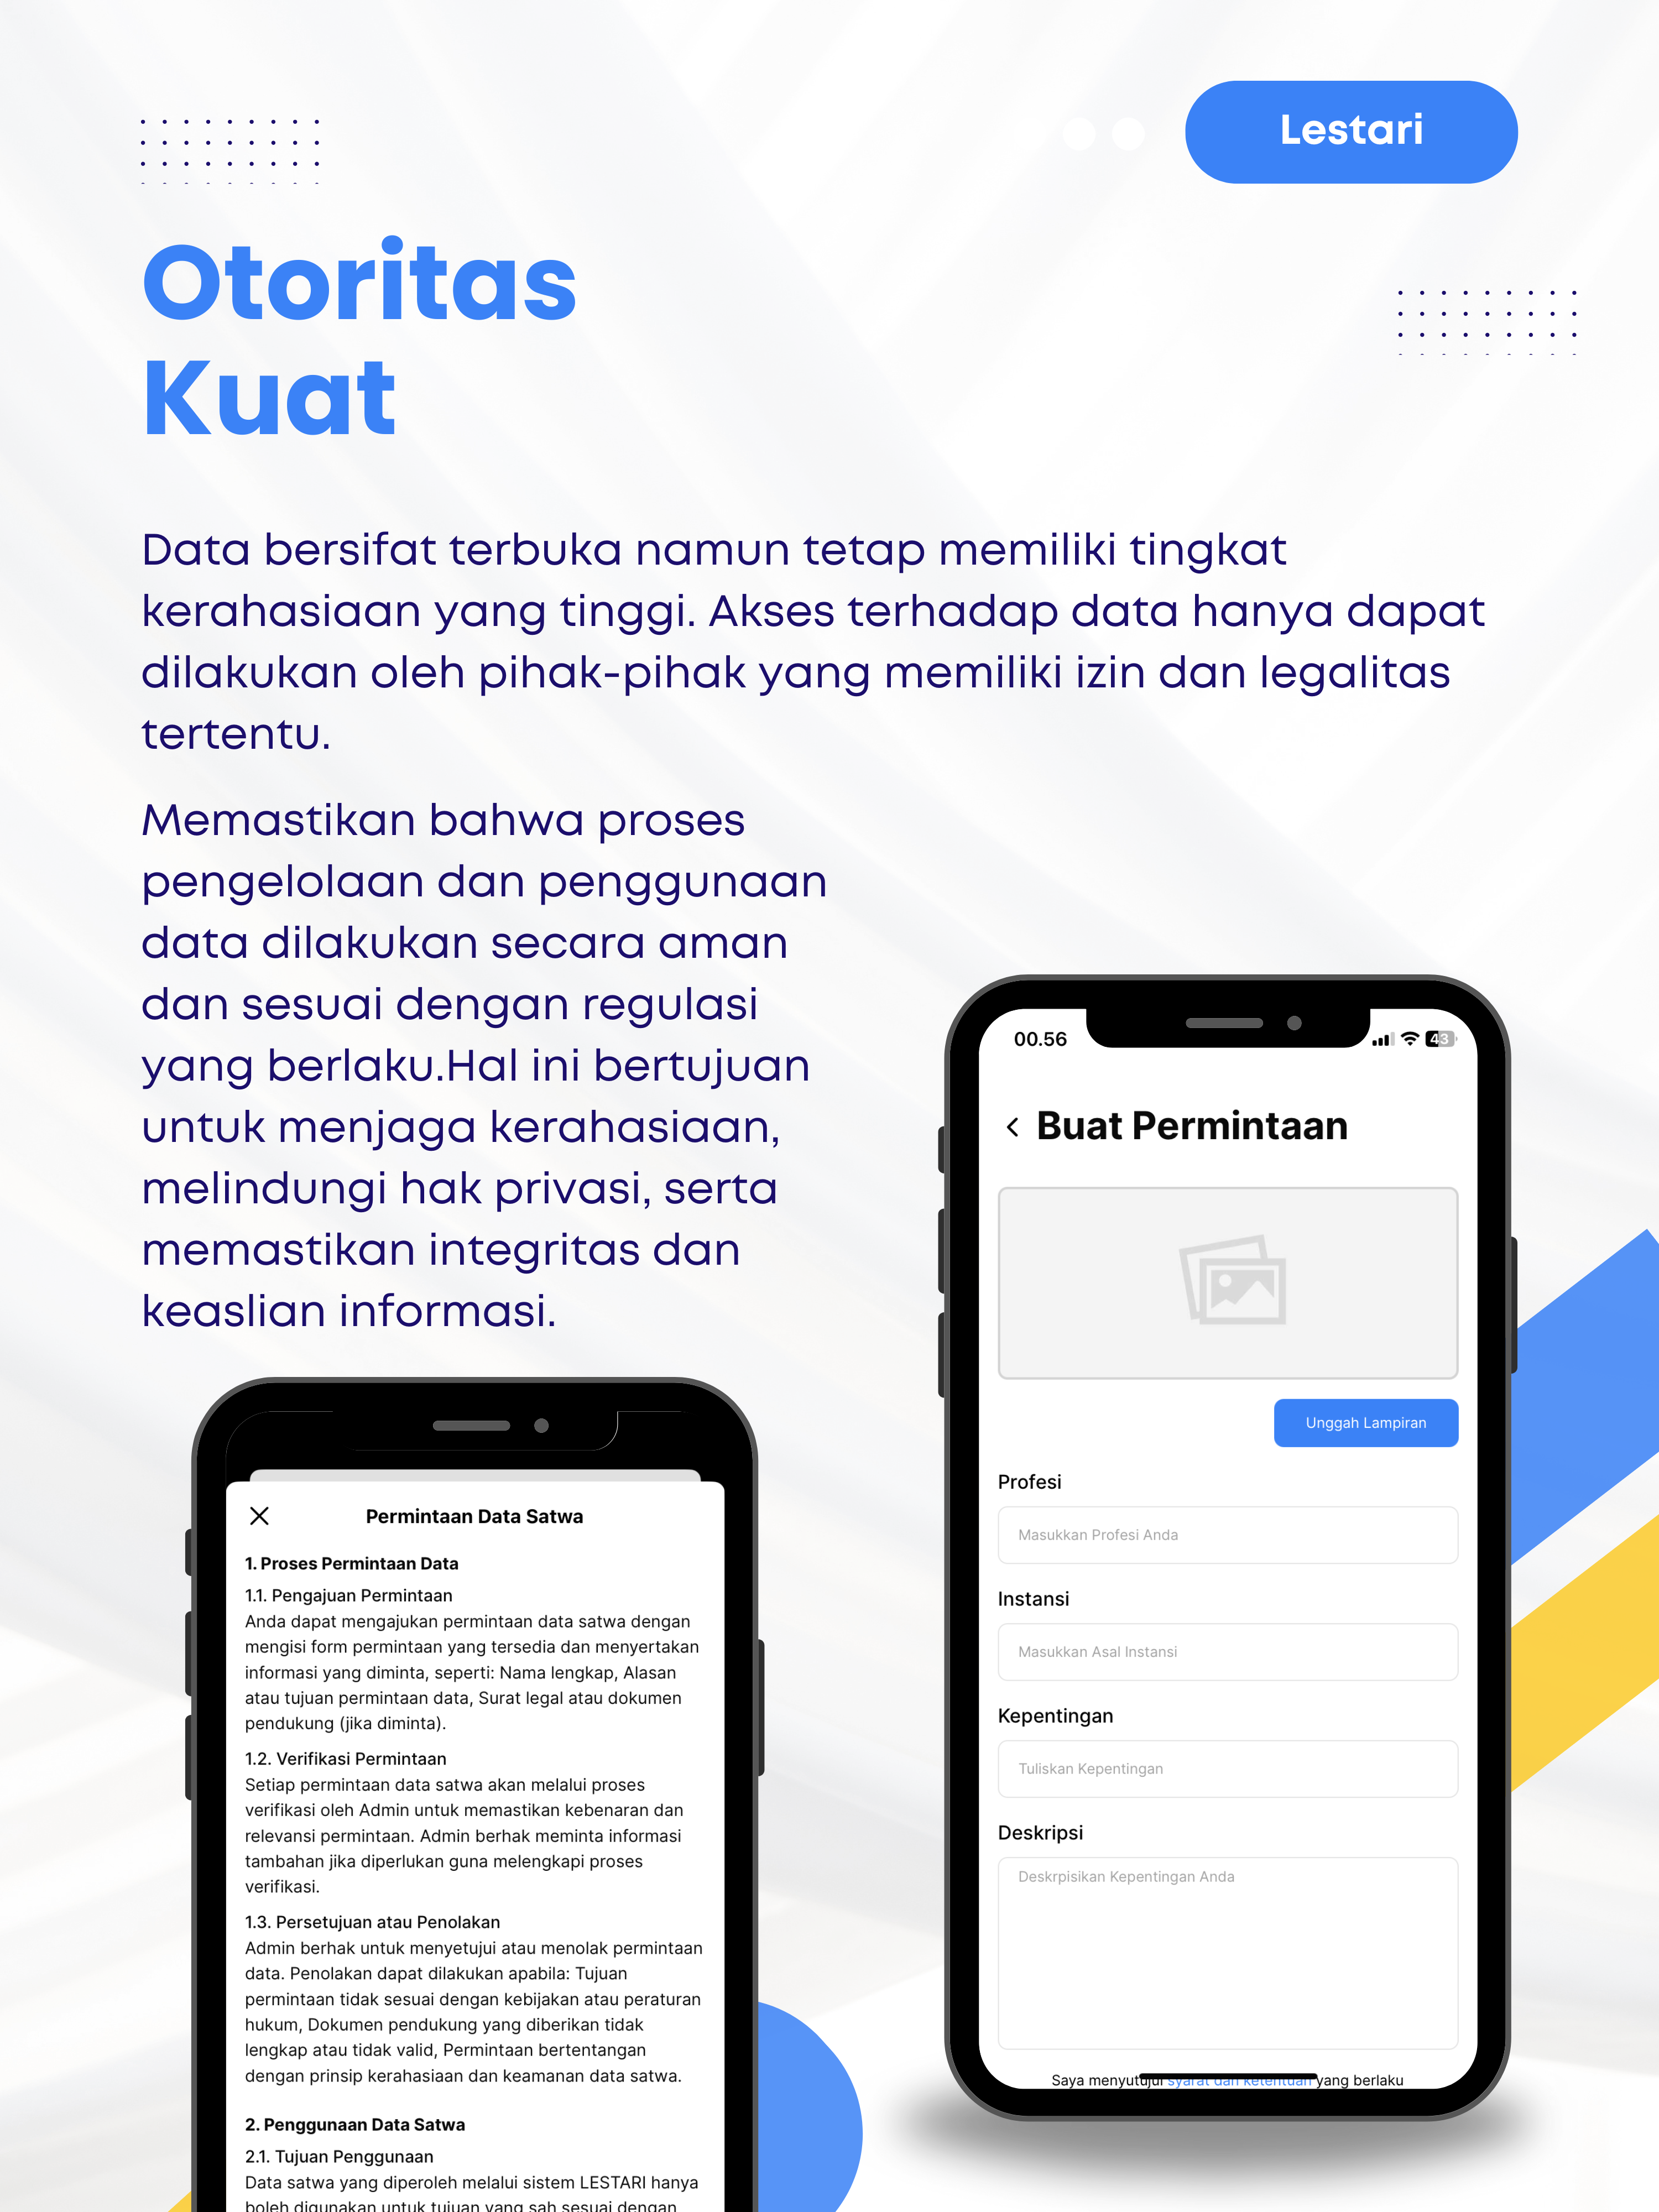 Lestari
Otoritas
Kuat
Data bersifat terbuka namun tetap memiliki tingkat
kerahasiaan yang tinggi. Akses terhadap data hanya dapat
dilakukan oleh pihak-pihak yang memiliki izin dan legalitas
tertentu.
Memastikan bahwa proses
pengelolaan dan penggunaan
data dilakukan secara aman
dan sesuai dengan regulasi
yang berlaku.Hal ini bertujuan
untuk menjaga kerahasiaan,
melindungi hak privasi, serta
memastikan integritas dan
keaslian informasi.
00.56
43
Buat Permintaan
Unggah Lampiran
Profesi
Masukkan Profesi Anda
Instansi
Masukkan Asal Instansi
Kepentingan
Tuliskan Kepentingan
Deskripsi
Deskrpisikan Kepentingan Anda
Saya menyutujui syarat dan ketentuan yang berlaku
Permintaan Data Satwa
1. Proses Permintaan Data
1.1. Pengajuan Permintaan
Anda dapat mengajukan permintaan data satwa dengan
mengisi form permintaan yang tersedia dan menyertakan
informasi yang diminta, seperti: Nama lengkap, Alasan
atau tujuan permintaan data, Surat legal atau dokumen
pendukung (jika diminta).
1.2. Verifikasi Permintaan
Setiap permintaan data satwa akan melalui proses
verifikasi oleh Admin untuk memastikan kebenaran dan
relevansi permintaan. Admin berhak meminta informasi
tambahan jika diperlukan guna melengkapi proses
verifikasi.
1.3. Persetujuan atau Penolakan
Admin berhak untuk menyetujui atau menolak permintaan
data. Penolakan dapat dilakukan apabila: Tujuan
permintaan tidak sesuai dengan kebijakan atau peraturan
hukum, Dokumen pendukung yang diberikan tidak
lengkap atau tidak valid, Permintaan bertentangan
dengan prinsip kerahasiaan dan keamanan data satwa.
2. Penggunaan Data Satwa
2.1. Tujuan Penggunaan
Data satwa yang diperoleh melalui sistem LESTARI hanya
boleh digunakan untuk tujuan yang sah sesuai dengan